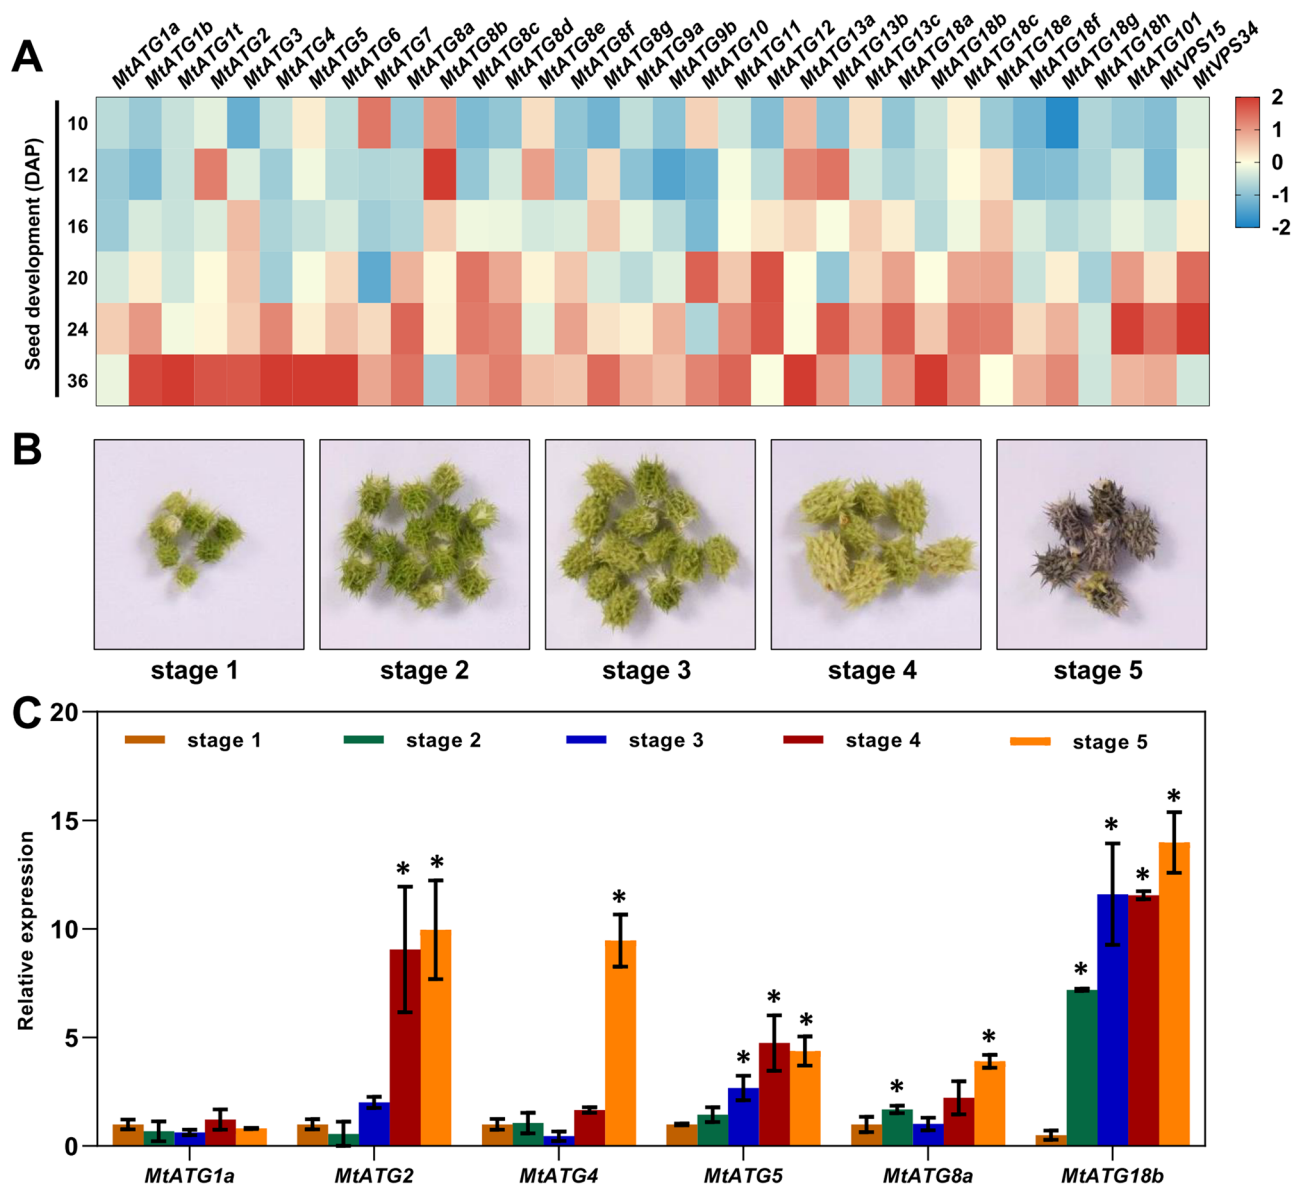 A
MtATG1a MtATG1b MtATG1t MtATG2 MtATG3 MtATG4 MtATG5 MtATG6 MtATG7 MtATG8a MtATG8b MtATG8c MtATG8d MtATG8e MtATG8f MtATG8g MtATG9a MtATG9b MtATG10 MtATG11 MtATG12 MtATG13a MtATG13b MtATG13c MtATG18a MtATG18b MtATG18c MtATG18e MtATG18f MtATG18g MtATG18h MtATG101 MtVPS15 MtVPS34
Seed development (DAP)
10
12
16
20
24
36
2
1
0
-1
-2
B
stage 1 stage 2 stage 3 stage 4 stage 5
C
Relative expression
20
15
10
5
0
stage 1 stage 2 stage 3 stage 4 stage 5
* * * * * * * * * * * *
MtATG1a MtATG2 MtATG4 MtATG5 MtATG8a MtATG18b